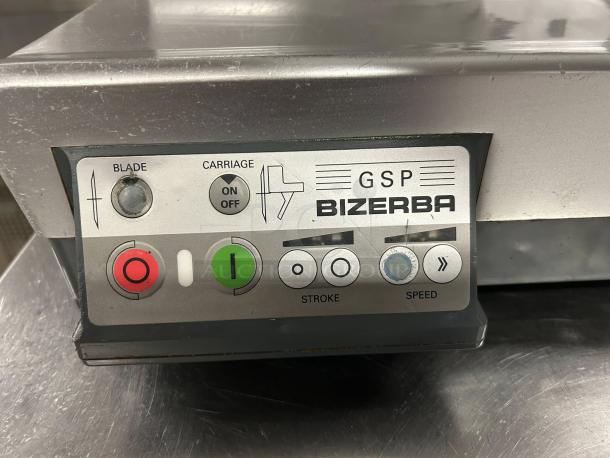 BLADE
CARRIAGE
ON
OFF
GSP
BIZERBA
O
I
STROKE
SPEED
»